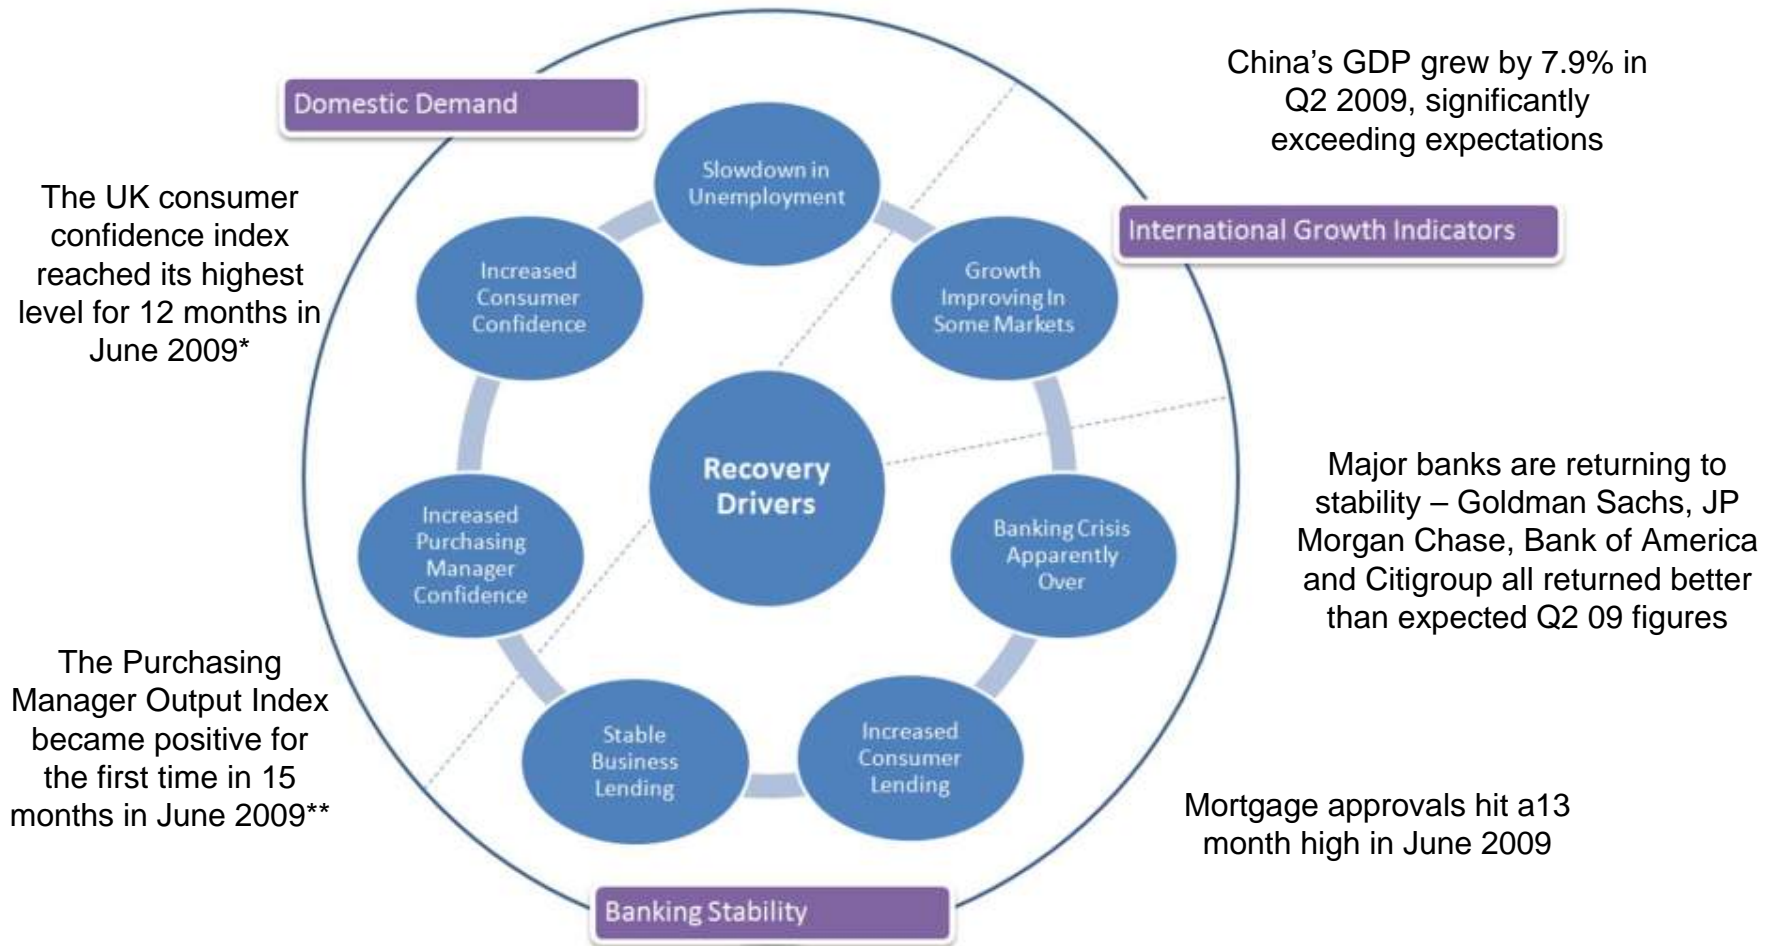 Domestic Demand
The UK consumer
confidence index
reached its highest
level for 12 months in
June 2009*
The Purchasing
Manager Output Index
became positive for
the first time in 15
months in June 2009**
Slowdown in
Unemployment
Increased
Consumer
Confidence
Increased
Purchasing
Manager
Confidence
Recovery
Drivers
Growth
Improving In
Some Markets
Banking Crisis
Apparently
Over
Stable
Business
Lending
Increased
Consumer
Lending
Banking Stability
China’s GDP grew by 7.9% in
Q2 2009, significantly
exceeding expectations
International Growth Indicators
Major banks are returning to
stability – Goldman Sachs, JP
Morgan Chase, Bank of America
and Citigroup all returned better
than expected Q2 09 figures
Mortgage approvals hit a13
month high in June 2009